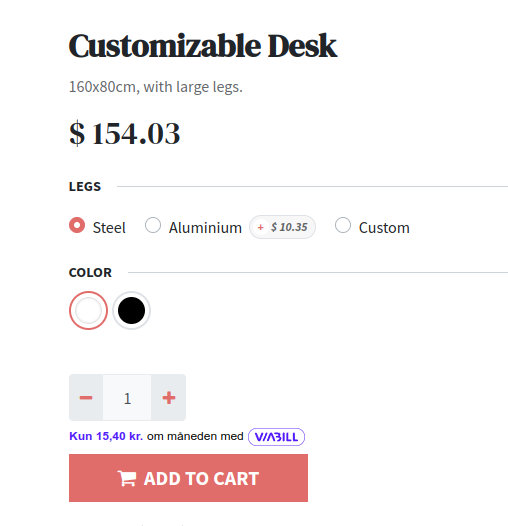 Customizable Desk
160x80cm, with large legs.
$ 154.03
LEGS
Steel Aluminium + $ 10.35 Custom
COLOR
− 1 +
Kun 15,40 kr. om måneden med VIABILL
ADD TO CART